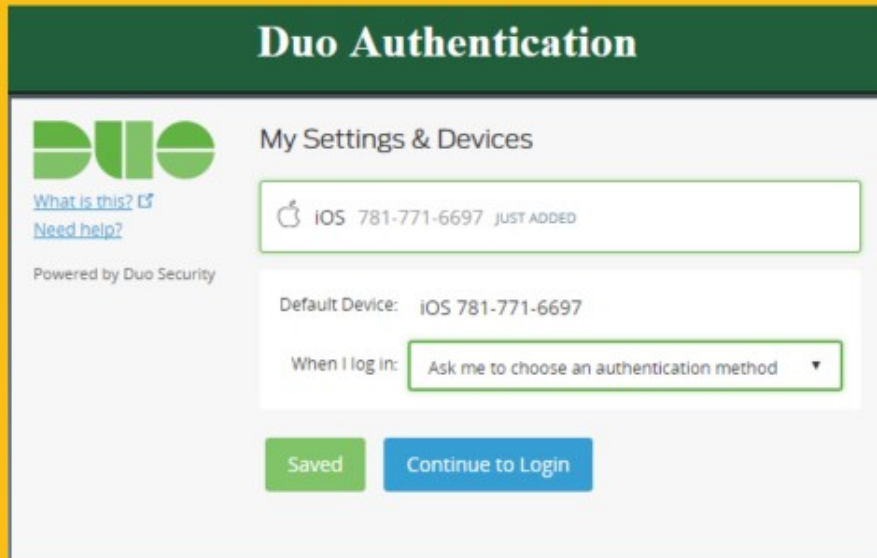 Duo Authentication
DUO
What is this?
Need help?
Powered by Duo Security
My Settings & Devices
iOS 781-771-6697 JUST ADDED
Default Device: iOS 781-771-6697
When I log in: Ask me to choose an authentication method
Saved Continue to Login